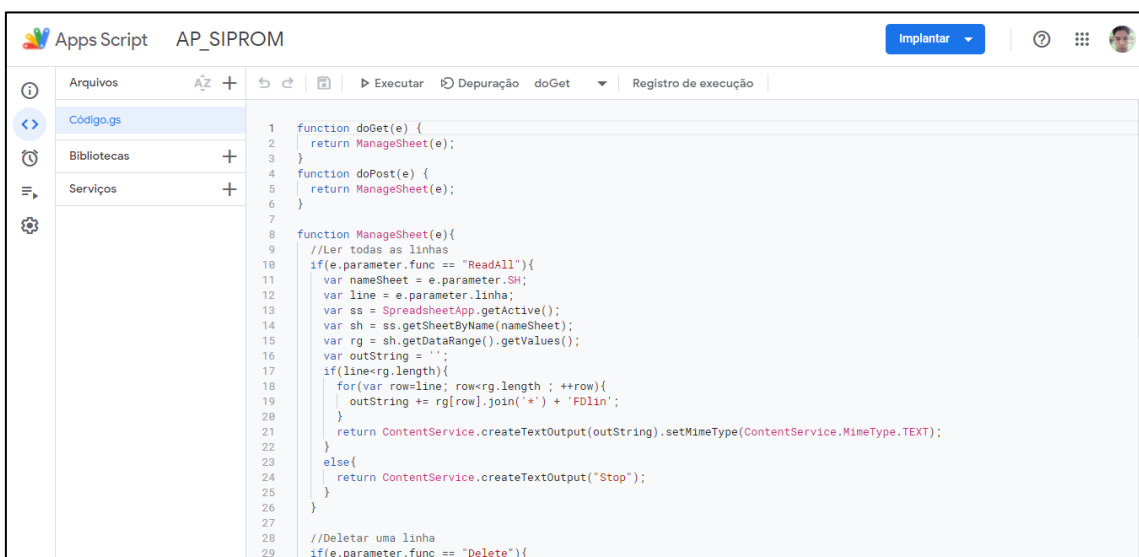 Apps Script AP_SIPROM Implantar
Arquivos AZ Executar Depuração doGet Registro de execução
Código.gs
Bibliotecas
Serviços
1 function doGet(e) {
2 return ManageSheet(e);
3 }
4 function doPost(e) {
5 return ManageSheet(e);
6 }
7
8 function ManageSheet(e){
9 //Ler todas as linhas
10 if(e.parameter.func == "ReadAll"){
11 var nameSheet = e.parameter.SH;
12 var line = e.parameter.linha;
13 var ss = SpreadsheetApp.getActive();
14 var sh = ss.getSheetByName(nameSheet);
15 var rg = sh.getDataRange().getValues();
16 var outString = '';
17 if(line<rg.length){
18 for(var row=line; row<rg.length ; ++row){
19 outString += rg[row].join('*') + 'FDlin';
20 }
21 return ContentService.createTextOutput(outString).setMimeType(ContentService.MimeType.TEXT);
22 }
23 else{
24 return ContentService.createTextOutput("Stop");
25 }
26 }
27
28 //Deletar uma linha
29 if(e.parameter.func == "Delete"){